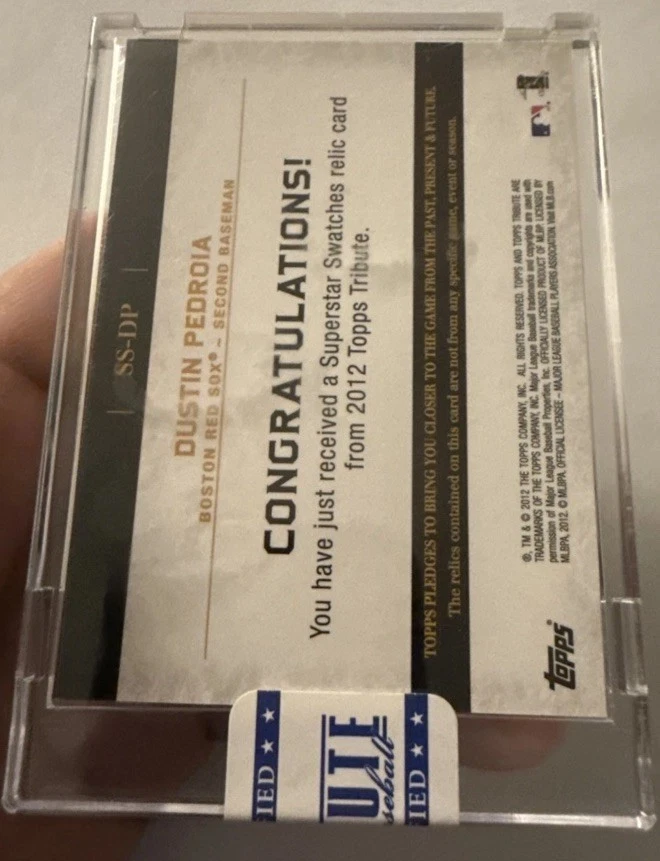 SS-DP
DUSTIN PEDROIA
BOSTON RED SOX® – SECOND BASEMAN
CONGRATULATIONS!
You have just received a Superstar Swatches relic card
from 2012 Topps Tribute.
TOPPS PLEDGES TO BRING YOU CLOSER TO THE GAME FROM THE PAST, PRESENT & FUTURE.
The relics contained on this card are not from any specific game, event or season.
®, TM & © 2012 THE TOPPS COMPANY, INC. ALL RIGHTS RESERVED. TOPPS AND TOPPS TRIBUTE ARE
TRADEMARKS OF THE TOPPS COMPANY, INC. Major League Baseball trademarks and copyrights are used with
permission of Major League Baseball Properties, Inc. OFFICIALLY LICENSED PRODUCT OF MLBP. LICENSED BY
MLBPA, 2012. © MLBPA, OFFICIAL LICENSEE – MAJOR LEAGUE BASEBALL PLAYERS ASSOCIATION. Visit MLB.com
topps®
IED ★ ★
UTE
seball
IED ★ ★